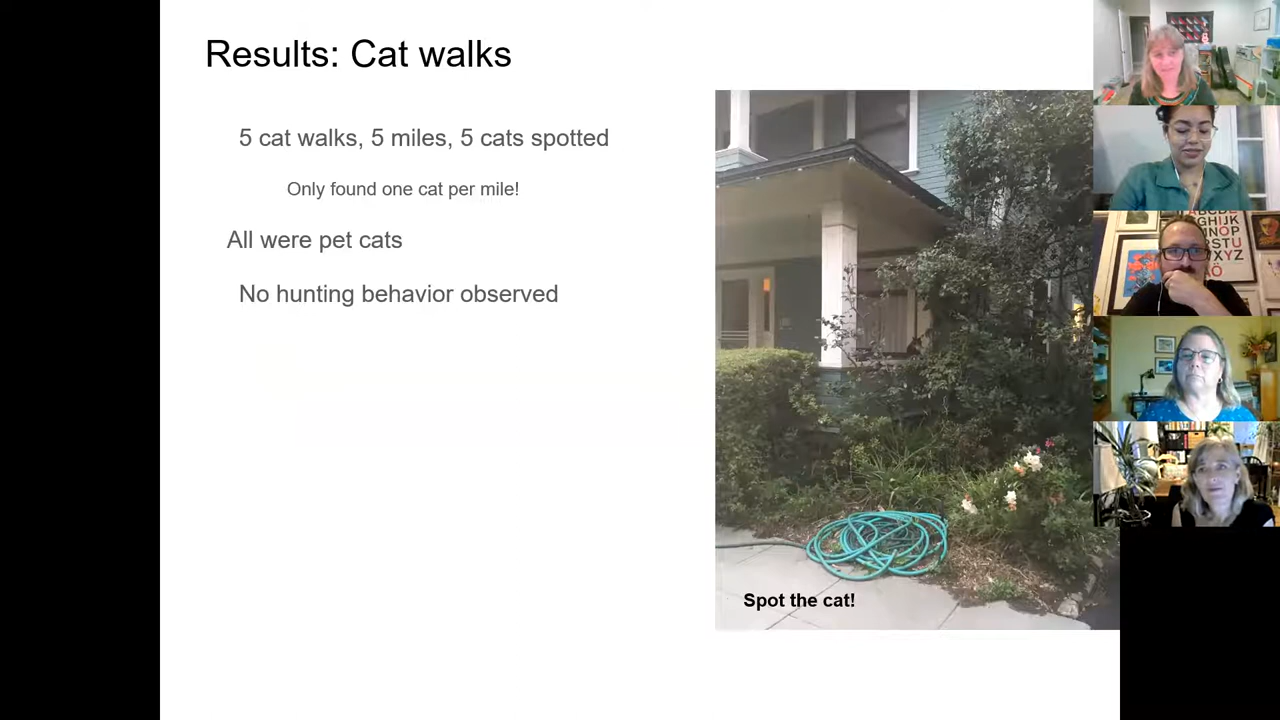 Results: Cat walks
5 cat walks, 5 miles, 5 cats spotted
Only found one cat per mile!
All were pet cats
No hunting behavior observed
Spot the cat!